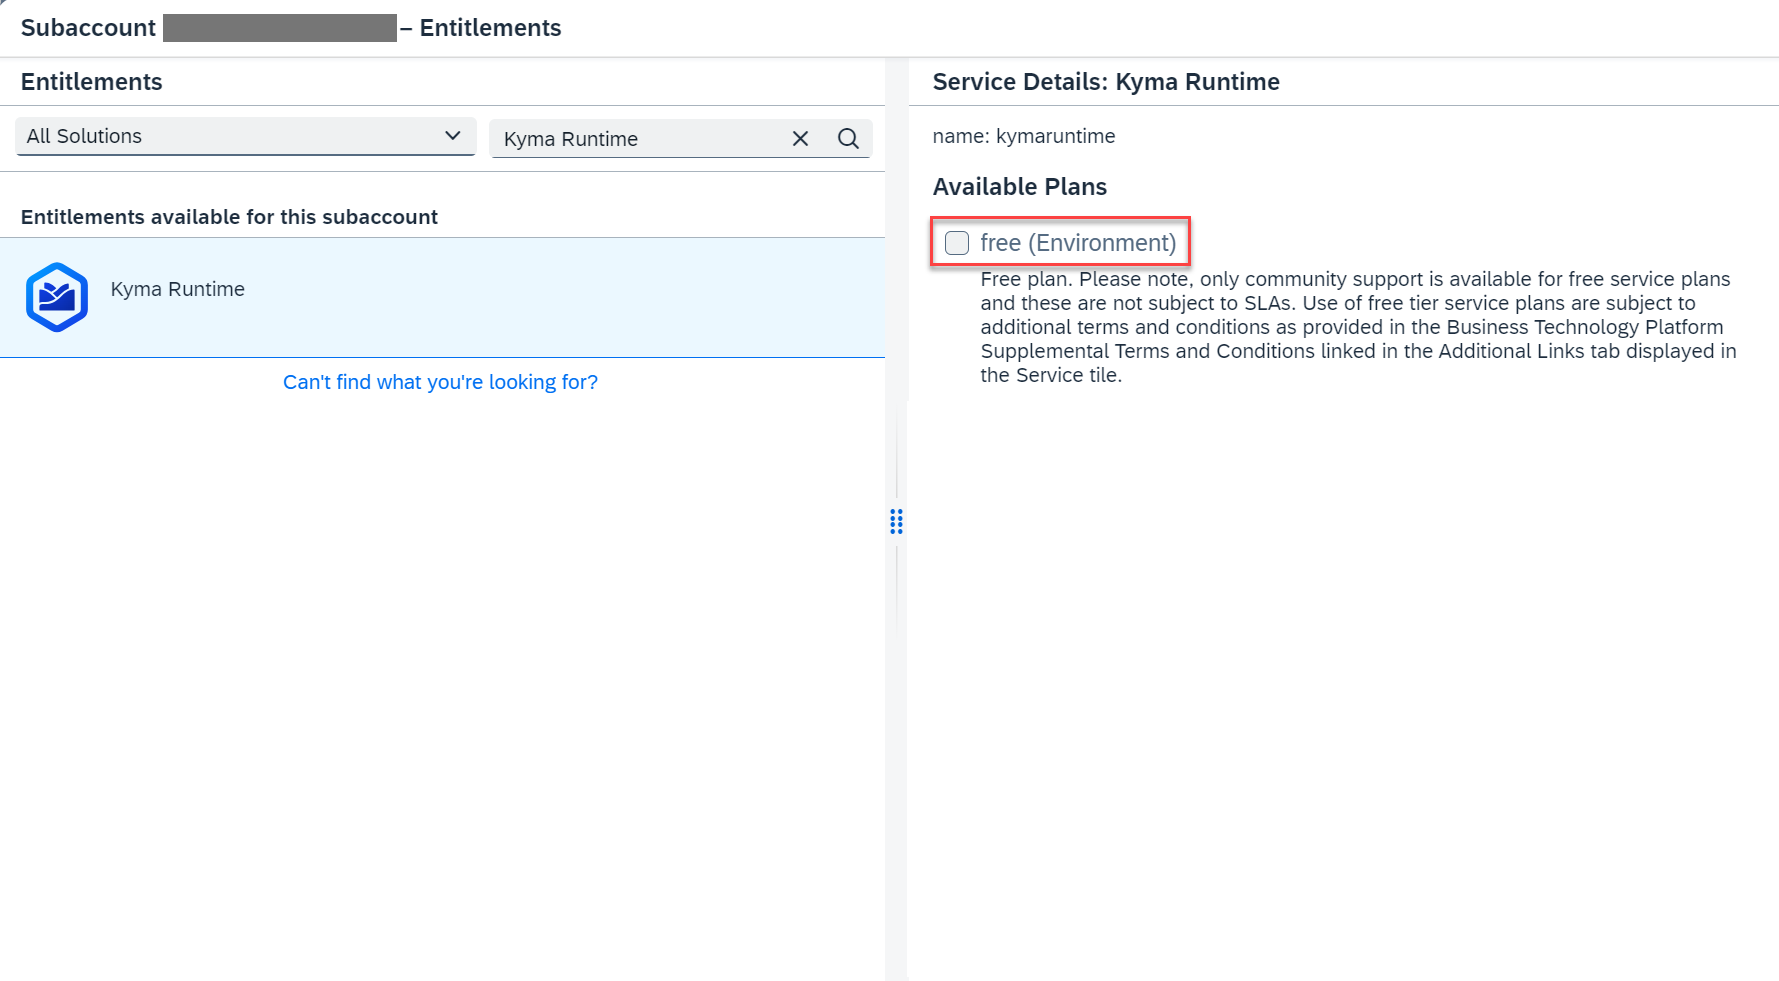 Subaccount – Entitlements
Entitlements
All Solutions
Kyma Runtime
Entitlements available for this subaccount
Kyma Runtime
Can't find what you're looking for?
Service Details: Kyma Runtime
name: kymaruntime
Available Plans
free (Environment)
Free plan. Please note, only community support is available for free service plans
and these are not subject to SLAs. Use of free tier service plans are subject to
additional terms and conditions as provided in the Business Technology Platform
Supplemental Terms and Conditions linked in the Additional Links tab displayed in
the Service tile.